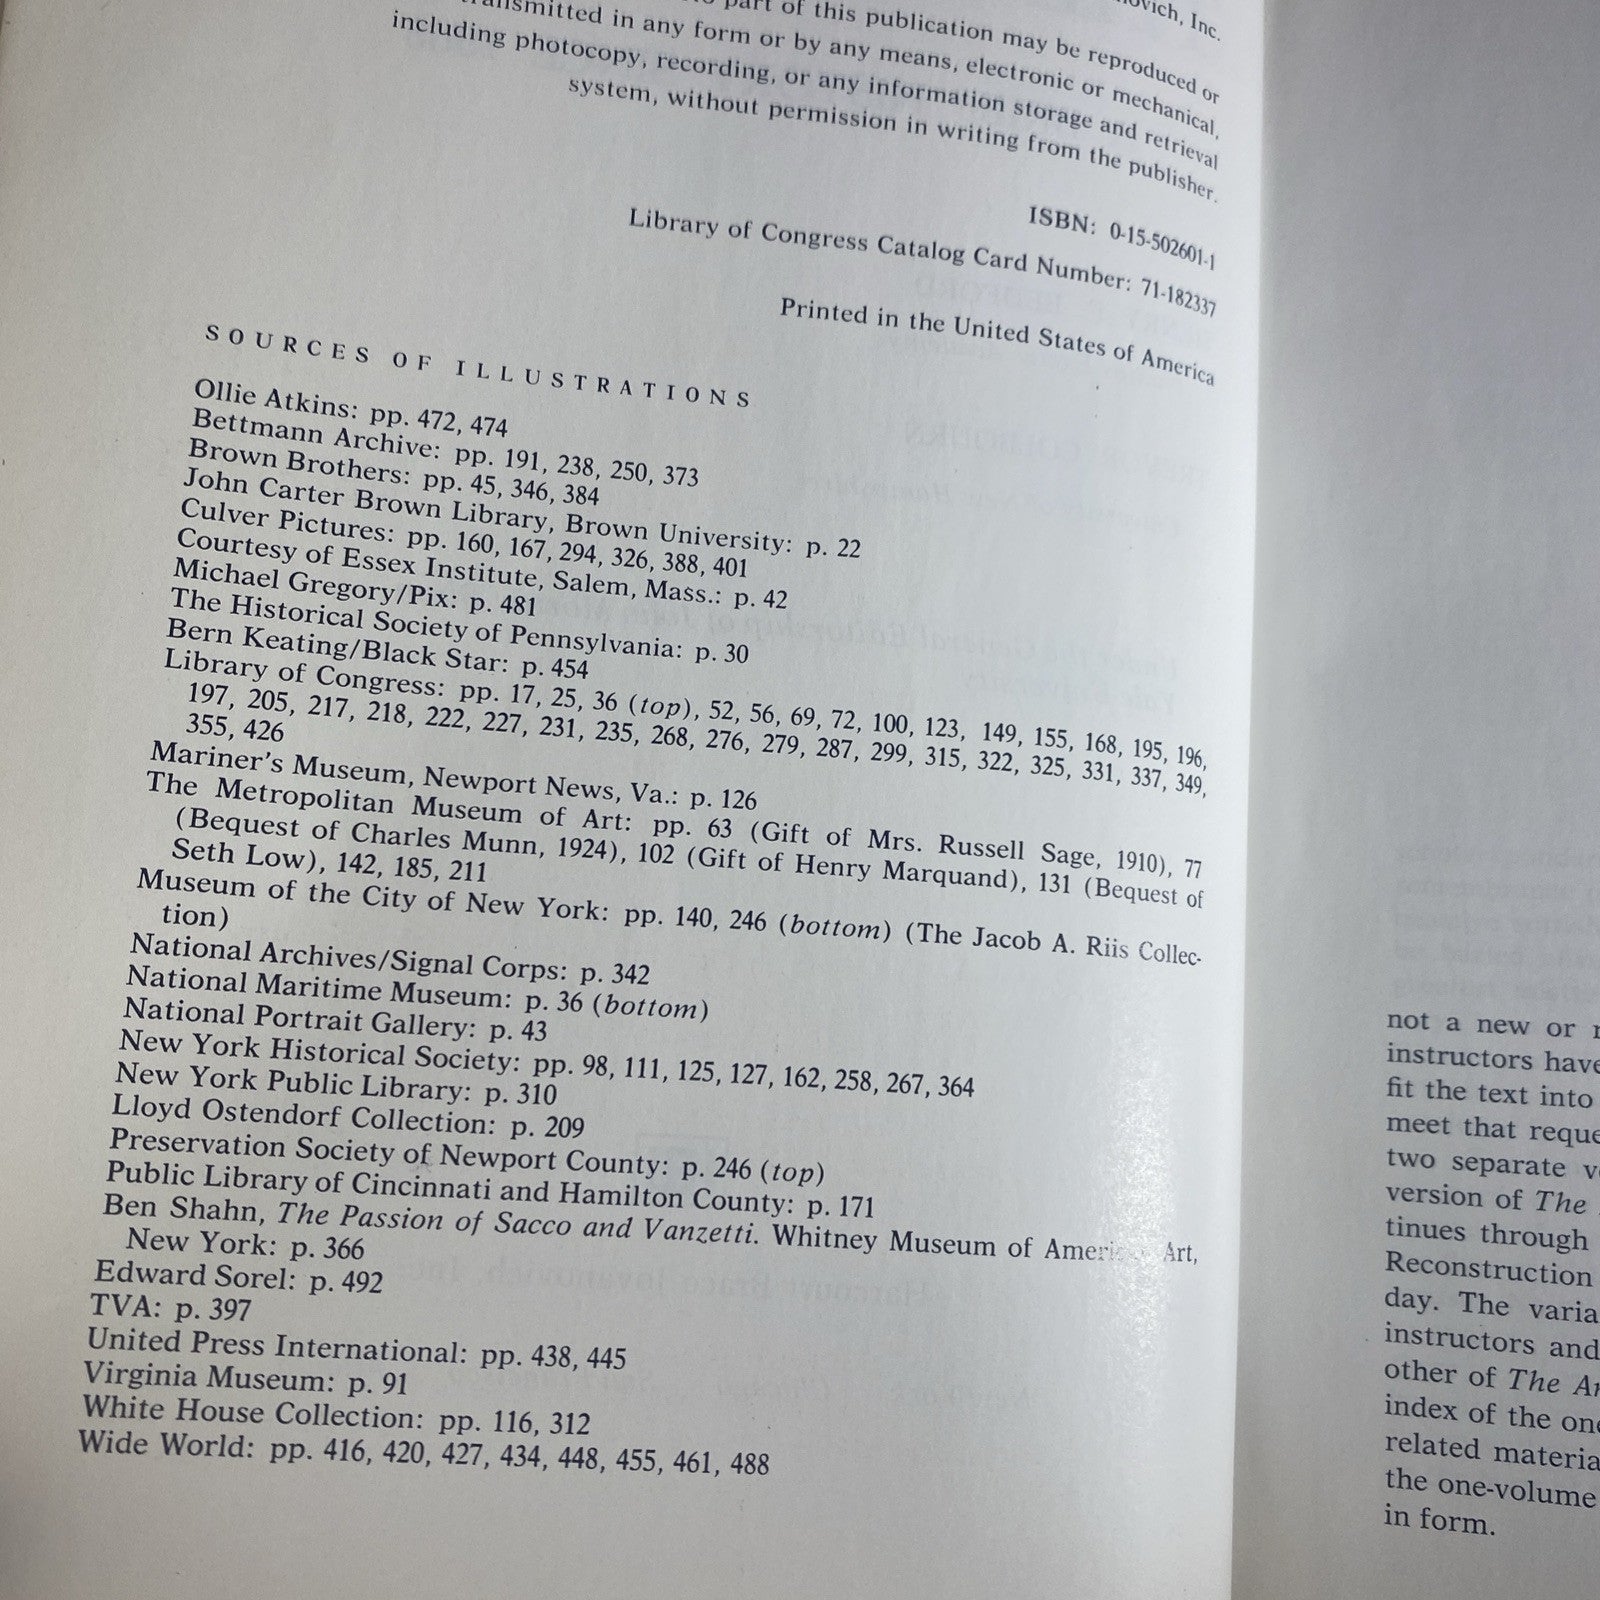 part of this publication may be reproduced or
transmitted in any form or by any means, electronic or mechanical,
including photocopy, recording, or any information storage and retrieval
system, without permission in writing from the publisher.
ISBN: 0-15-502601-1
Library of Congress Catalog Card Number: 71-182337
Printed in the United States of America
SOURCES OF ILLUSTRATIONS
Ollie Atkins: pp. 472, 474
Bettmann Archive: pp. 191, 238, 250, 373
Brown Brothers: pp. 45, 346, 384
John Carter Brown Library, Brown University: p. 22
Culver Pictures: pp. 160, 167, 294, 326, 388, 401
Courtesy of Essex Institute, Salem, Mass.: p. 42
Michael Gregory/Pix: p. 481
The Historical Society of Pennsylvania: p. 30
Bern Keating/Black Star: p. 454
Library of Congress: pp. 17, 25, 36 (top), 52, 56, 69, 72, 100, 123, 149, 155, 168, 195, 196,
197, 205, 217, 218, 222, 227, 231, 235, 268, 276, 279, 287, 299, 315, 322, 325, 331, 337, 349,
355, 426
Mariner's Museum, Newport News, Va.: p. 126
The Metropolitan Museum of Art: pp. 63 (Gift of Mrs. Russell Sage, 1910), 77
(Bequest of Charles Munn, 1924), 102 (Gift of Henry Marquand), 131 (Bequest of
Seth Low), 142, 185, 211
Museum of the City of New York: pp. 140, 246 (bottom) (The Jacob A. Riis Collec-
tion)
National Archives/Signal Corps: p. 342
National Maritime Museum: p. 36 (bottom)
National Portrait Gallery: p. 43
New York Historical Society: pp. 98, 111, 125, 127, 162, 258, 267, 364
New York Public Library: p. 310
Lloyd Ostendorf Collection: p. 209
Preservation Society of Newport County: p. 246 (top)
Public Library of Cincinnati and Hamilton County: p. 171
Ben Shahn, The Passion of Sacco and Vanzetti. Whitney Museum of American Art,
New York: p. 366
Edward Sorel: p. 492
TVA: p. 397
United Press International: pp. 438, 445
Virginia Museum: p. 91
White House Collection: pp. 116, 312
Wide World: pp. 416, 420, 427, 434, 448, 455, 461, 488
not a new or
instructors have
fit the text into
meet that reque
two separate v
version of The
tinues through
Reconstruction
day. The varia
instructors and
other of The A
index of the on
related materia
the one-volume
in form.